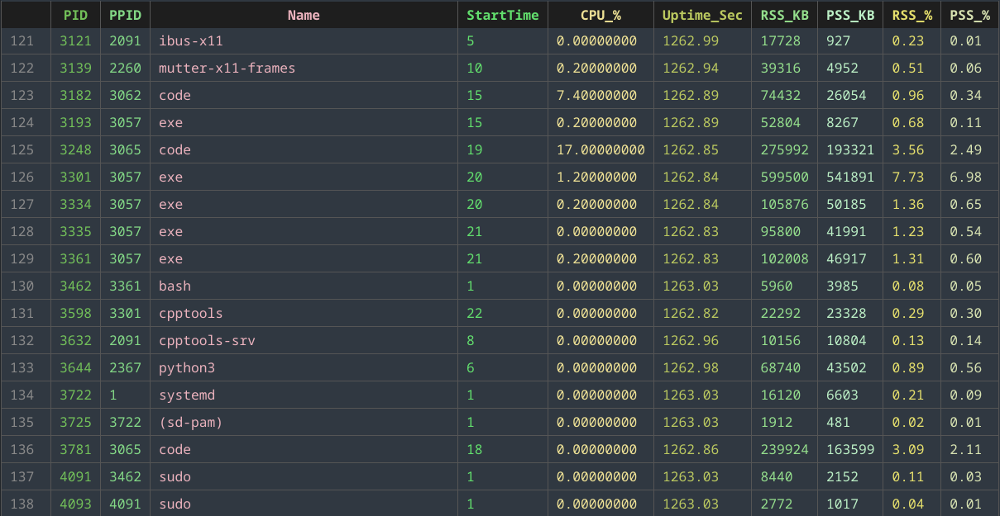 PID PPID Name StartTime CPU_% Uptime_Sec RSS_KB PSS_KB RSS_% PSS_%
121 3121 2091 ibus-x11 5 0.00000000 1262.99 17728 927 0.23 0.01
122 3139 2260 mutter-x11-frames 10 0.20000000 1262.94 39316 4952 0.51 0.06
123 3182 3062 code 15 7.40000000 1262.89 74432 26054 0.96 0.34
124 3193 3057 exe 15 0.20000000 1262.89 52804 8267 0.68 0.11
125 3248 3065 code 19 17.00000000 1262.85 275992 193321 3.56 2.49
126 3301 3057 exe 20 1.20000000 1262.84 599500 541891 7.73 6.98
127 3334 3057 exe 20 0.20000000 1262.84 105876 50185 1.36 0.65
128 3335 3057 exe 21 0.00000000 1262.83 95800 41991 1.23 0.54
129 3361 3057 exe 21 0.20000000 1262.83 102008 46917 1.31 0.60
130 3462 3361 bash 1 0.00000000 1263.03 5960 3985 0.08 0.05
131 3598 3301 cpptools 22 0.00000000 1262.82 22292 23328 0.29 0.30
132 3632 2091 cpptools-srv 8 0.00000000 1262.96 10156 10804 0.13 0.14
133 3644 2367 python3 6 0.00000000 1262.98 68740 43502 0.89 0.56
134 3722 1 systemd 1 0.00000000 1263.03 16120 6603 0.21 0.09
135 3725 3722 (sd-pam) 1 0.00000000 1263.03 1912 481 0.02 0.01
136 3781 3065 code 18 0.00000000 1262.86 239924 163599 3.09 2.11
137 4091 3462 sudo 1 0.00000000 1263.03 8440 2152 0.11 0.03
138 4093 4091 sudo 1 0.00000000 1263.03 2772 1017 0.04 0.01